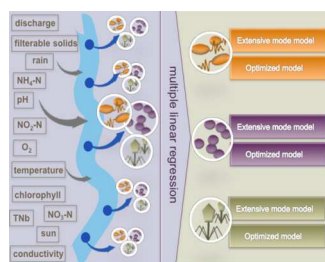 discharge
filterable solids
rain
NH₄-N
pH
NO₂-N
O₂
temperature
chlorophyll
TNb
NO₃-N
sun
conductivity
multiple linear regression
Extensive mode model
Optimized model
Extensive mode model
Optimized model
Extensive mode model
Optimized model